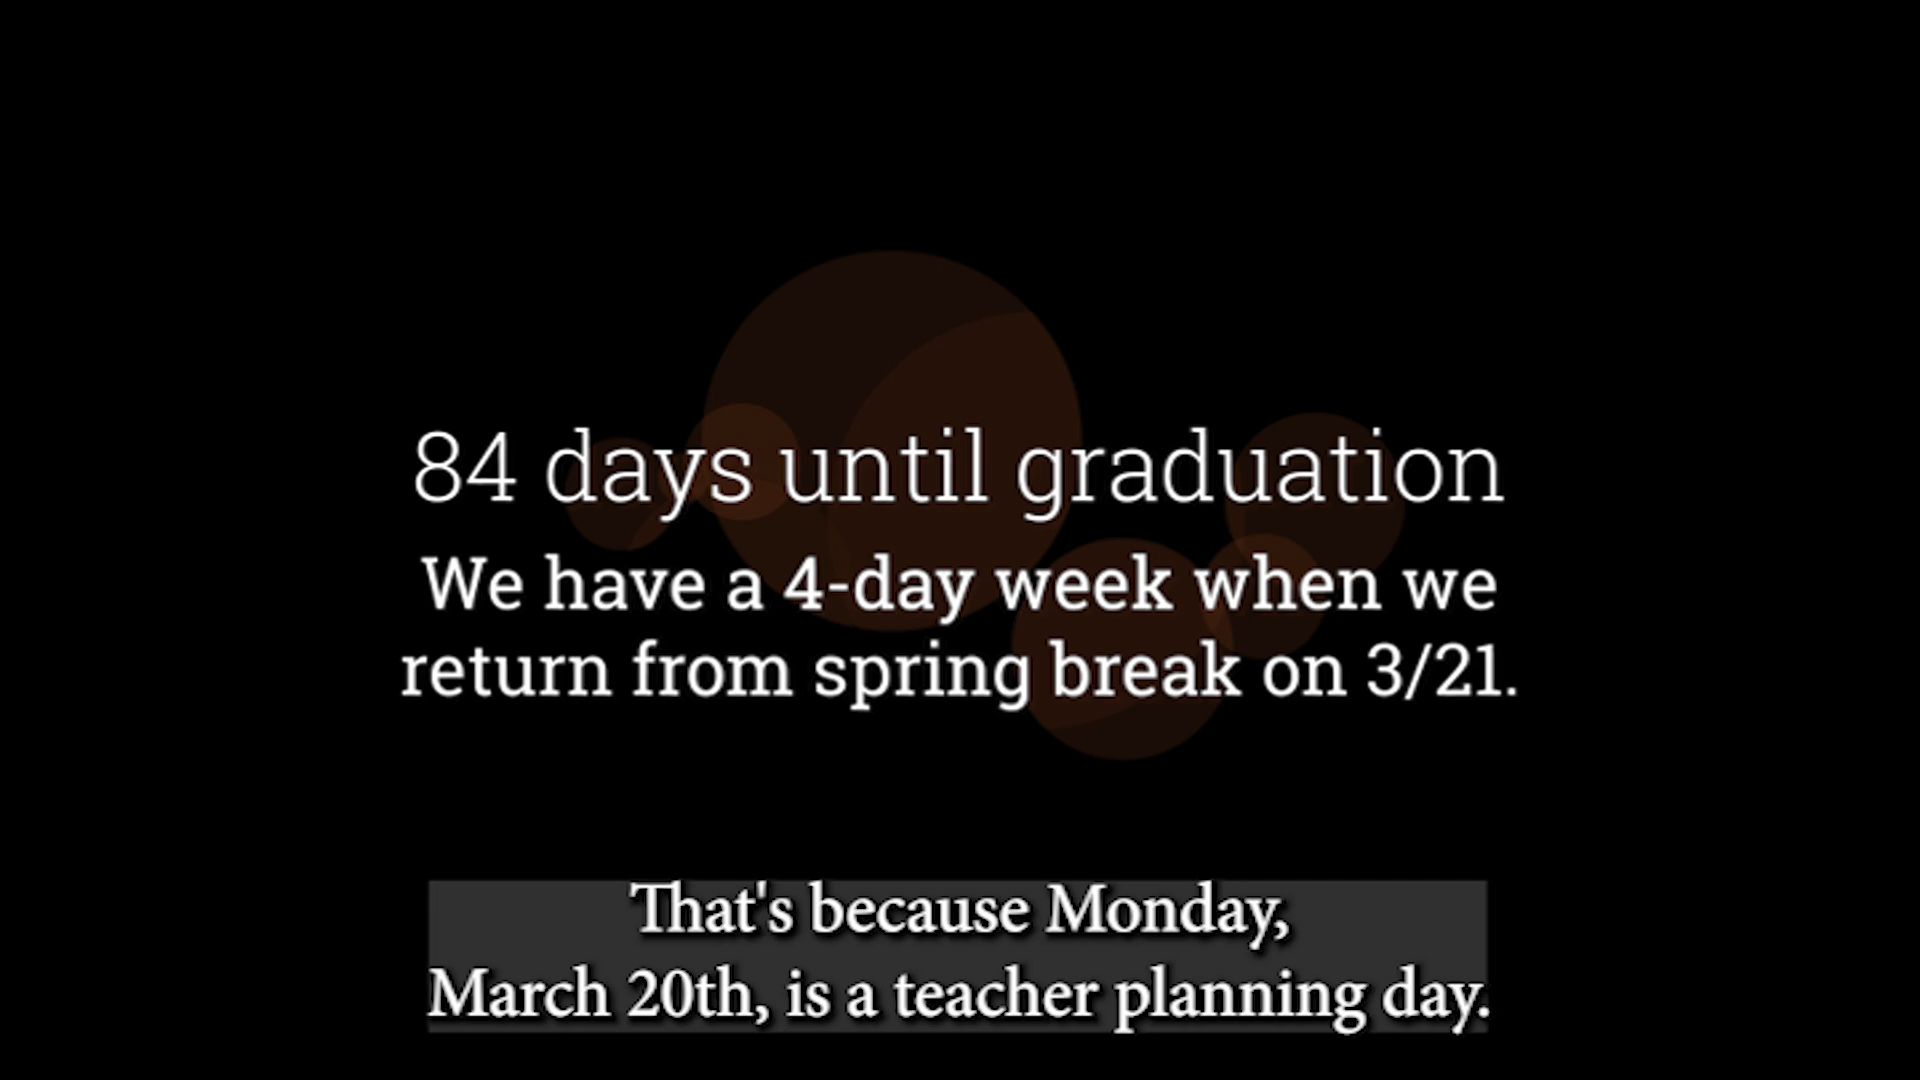 84 days until graduation
We have a 4-day week when we
return from spring break on 3/21.
That's because Monday,
March 20th, is a teacher planning day.